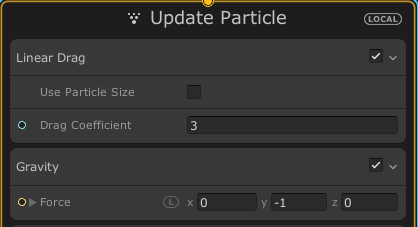 Update Particle LOCAL
Linear Drag
Use Particle Size
Drag Coefficient 3
Gravity
Force L x 0 y -1 z 0